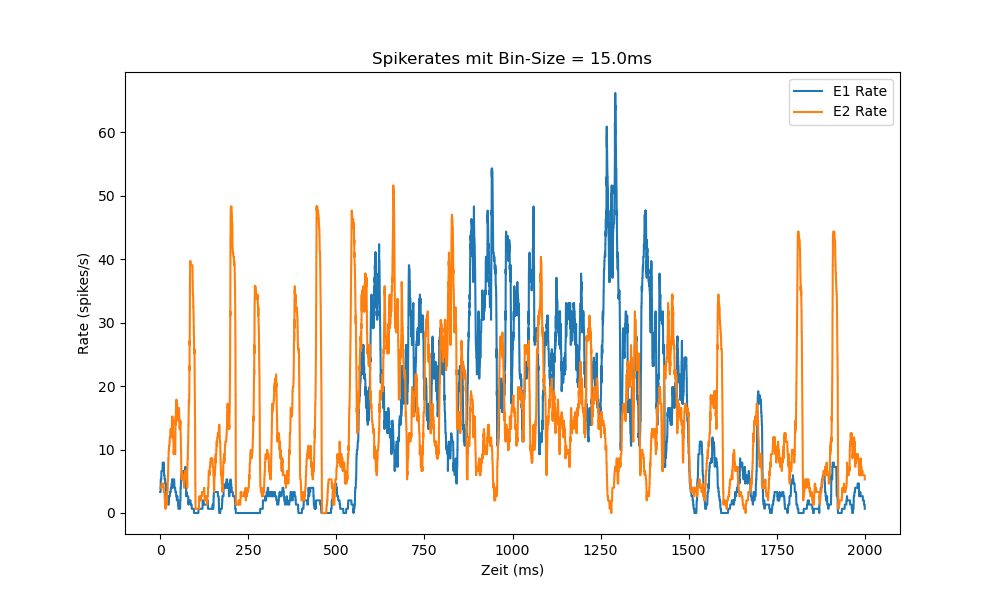 Spikerates mit Bin-Size = 15.0ms
E1 Rate
E2 Rate
Rate (spikes/s)
60
50
40
30
20
10
0
0 250 500 750 1000 1250 1500 1750 2000
Zeit (ms)